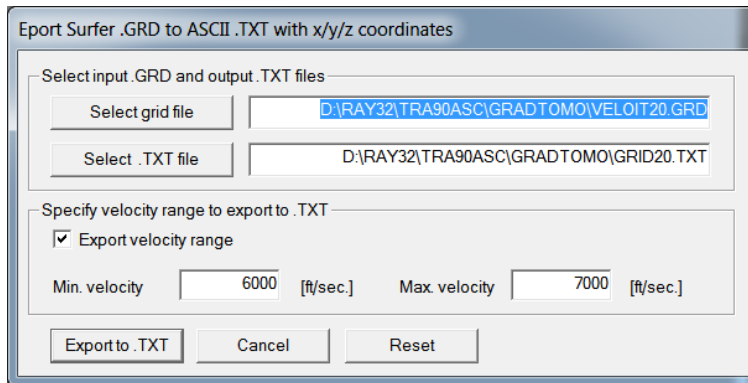 Eport Surfer .GRD to ASCII .TXT with x/y/z coordinates
Select input .GRD and output .TXT files
Select grid file D:\RAY32\TRA90ASC\GRADTOMO\VELOIT20.GRD
Select .TXT file D:\RAY32\TRA90ASC\GRADTOMO\GRID20.TXT
Specify velocity range to export to .TXT
Export velocity range
Min. velocity 6000 [ft/sec.] Max. velocity 7000 [ft/sec.]
Export to .TXT Cancel Reset